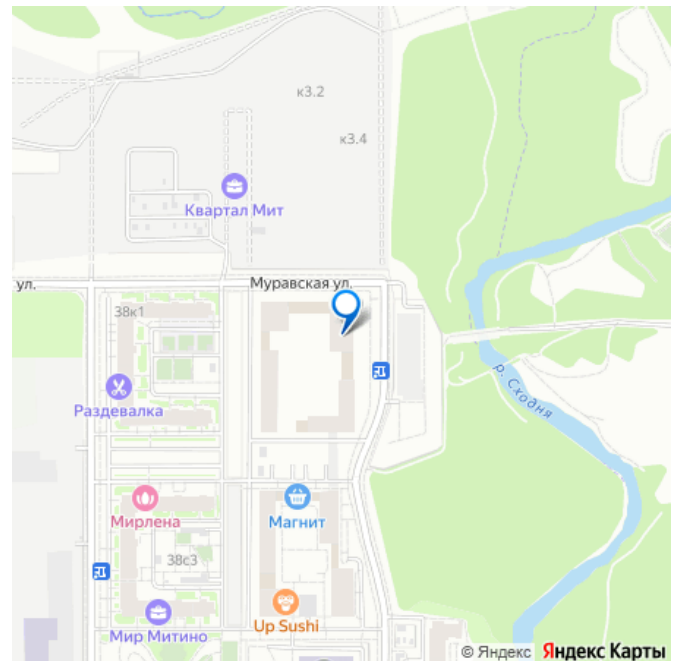 к3.2
к3.4
Квартал Мит
ул.
Муравская ул.
38к1
Раздевалка
р. Сходня
Мирлена
Магнит
38с3
Up Sushi
Мир Митино
© Яндекс Яндекс Карты